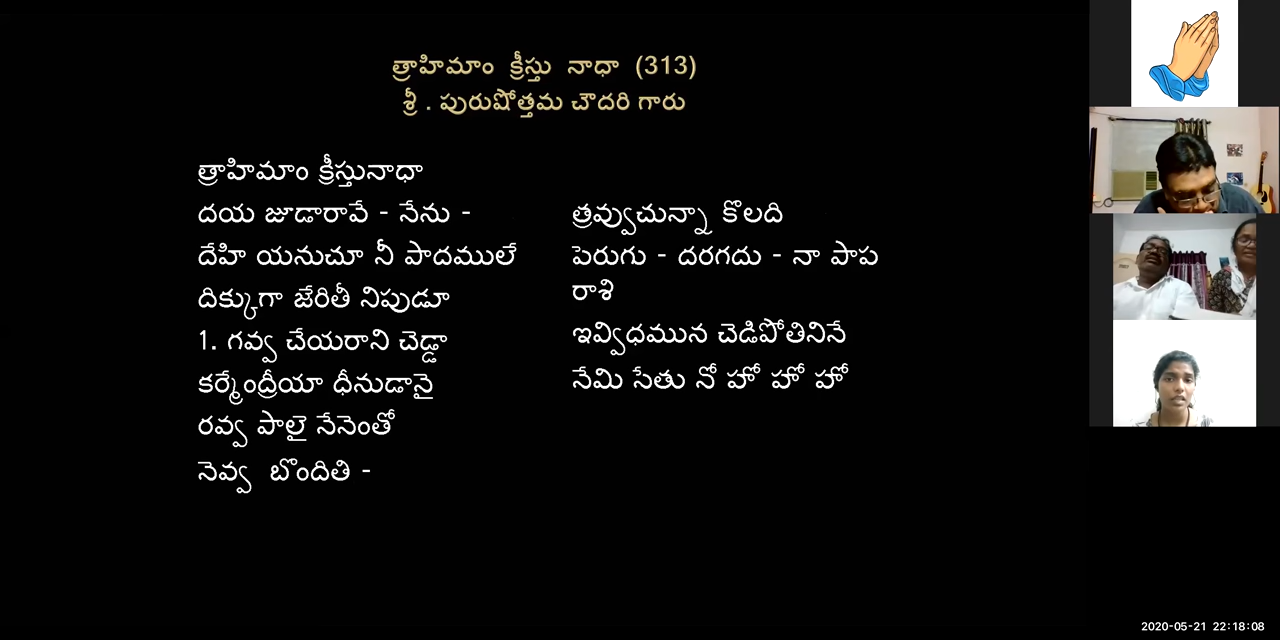 త్రాహిమాం క్రీస్తు నాధా (313)
శ్రీ . పురుషోత్తమ చౌదరి గారు
త్రాహిమాం క్రీస్తునాధా
దయ జూడారావే - నేను -
దేహి యనుచూ నీ పాదములే
దిక్కుగా జేరితీ నిపుడూ
1. గవ్వ చేయరాని చెడ్డా
కర్మేంద్రీయా ధీనుడానై
రవ్వ పాలై నేనెంతో
నెవ్వ బొందితి -
త్రవ్వుచున్నా కొలది
పెరుగు - దరగదు - నా పాప
రాశి
ఇవ్విధమున చెడిపోతినినే
నేమి సేతు నో హో హో హో
2020-05-21 22:18:08